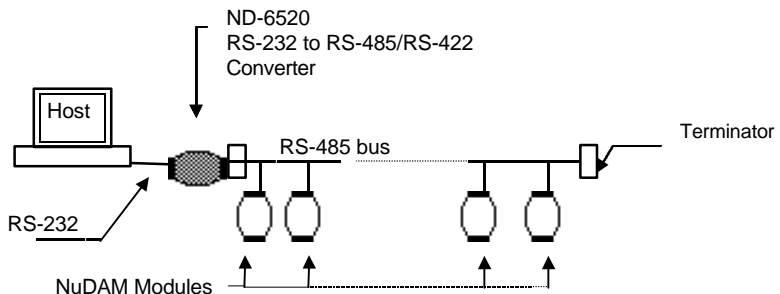 ND-6520
RS-232 to RS-485/RS-422
Converter
Host
Terminator
RS-485 bus
RS-232
NuDAM Modules